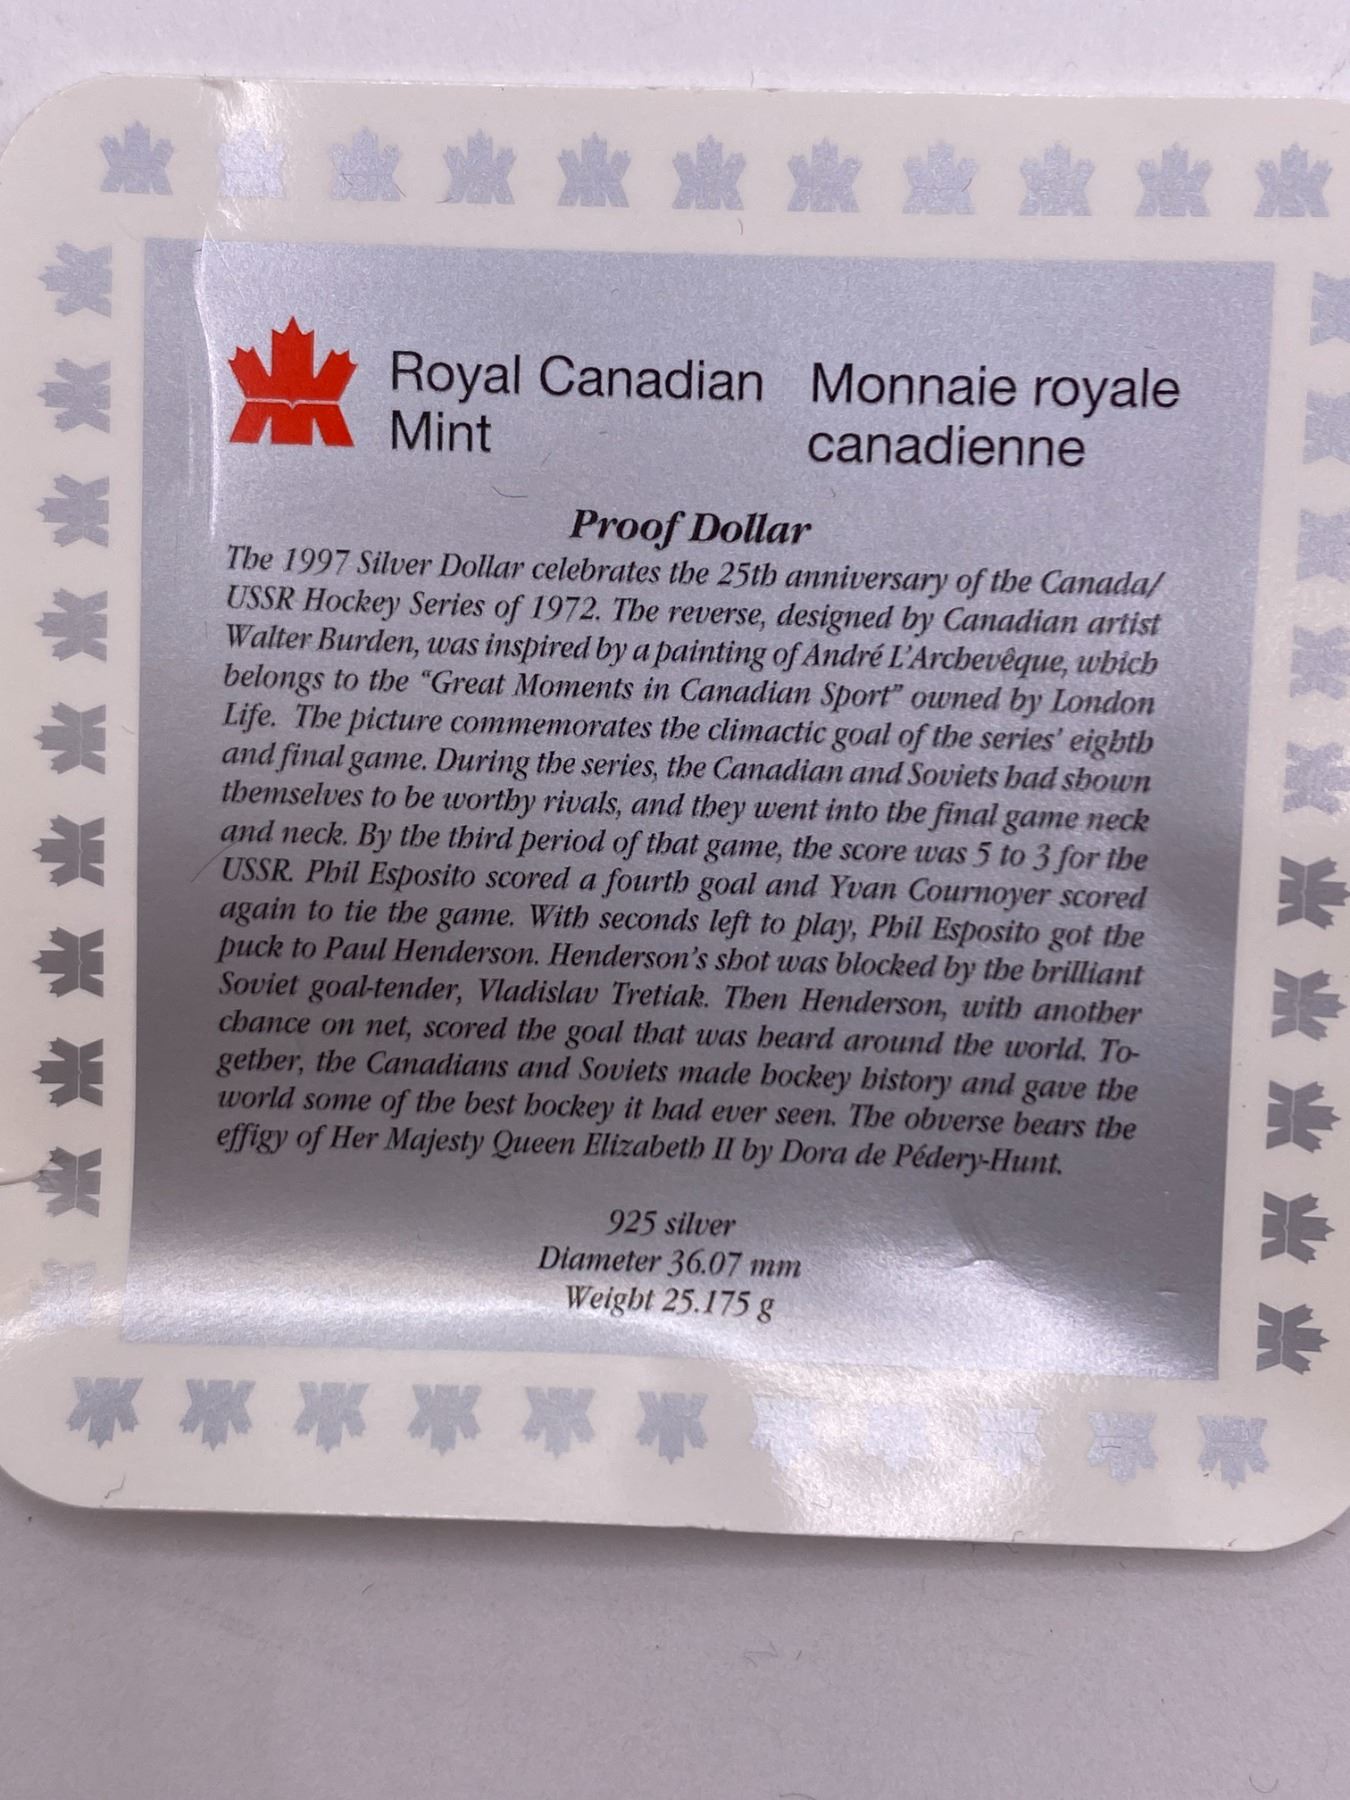 Royal Canadian
Mint
Monnaie royale
canadienne
Proof Dollar
The 1997 Silver Dollar celebrates the 25th anniversary of the Canada/
USSR Hockey Series of 1972. The reverse, designed by Canadian artist
Walter Burden, was inspired by a painting of André L'Archevêque, which
belongs to the "Great Moments in Canadian Sport" owned by London
Life. The picture commemorates the climactic goal of the series' eighth
and final game. During the series, the Canadian and Soviets had shown
themselves to be worthy rivals, and they went into the final game neck
and neck. By the third period of that game, the score was 5 to 3 for the
USSR. Phil Esposito scored a fourth goal and Yvan Cournoyer scored
again to tie the game. With seconds left to play, Phil Esposito got the
puck to Paul Henderson. Henderson's shot was blocked by the brilliant
Soviet goal-tender, Vladislav Tretiak. Then Henderson, with another
chance on net, scored the goal that was heard around the world. To-
gether, the Canadians and Soviets made hockey history and gave the
world some of the best hockey it had ever seen. The obverse bears the
effigy of Her Majesty Queen Elizabeth II by Dora de Pédery-Hunt.
925 silver
Diameter 36.07 mm
Weight 25.175 g